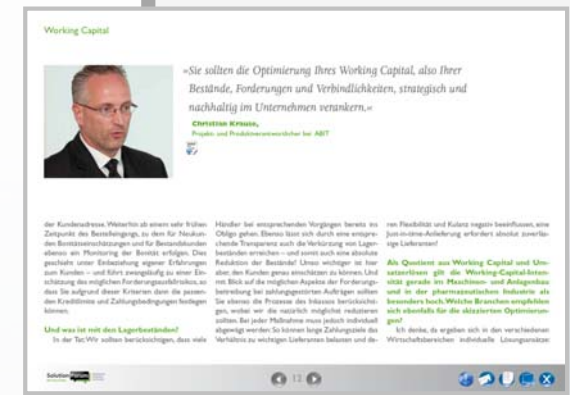 Working Capital
»Sie sollten die Optimierung Ihres Working Capital, also Ihrer
Bestände, Forderungen und Verbindlichkeiten, strategisch und
nachhaltig im Unternehmen verankern.«
Christian Krause,
Projekt- und Produktverantwortlicher bei ABIT
der Kundenadresse. Weiterhin ab einem sehr frühen
Zeitpunkt des Bestelleingangs, zu dem für Neukun-
den Bonitätseinschätzungen und für Bestandskunden
ebenso ein Monitoring der Bonität erfolgen. Dies
geschieht unter Einbeziehung eigener Erfahrungen
zum Kunden – und führt zwangsläufig zu einer Ein-
schätzung des möglichen Forderungsausfallrisikos, so
dass Sie aufgrund dieser Kriterien dann die passen-
den Kreditlimite und Zahlungsbedingungen festlegen
können.
Und was ist mit den Lagerbeständen?
In der Tat: Wir sollten berücksichtigen, dass viele
Händler bei entsprechenden Vorgängen bereits ins
Obligo gehen. Ebenso lässt sich durch eine entspre-
chende Transparenz auch die Verkürzung von Lager-
beständen erreichen – und somit auch eine absolute
Reduktion der Bestände! Umso wichtiger ist hier
aber, den Kunden genau einschätzen zu können. Und
mit Blick auf die möglichen Aspekte der Forderungs-
betreibung bei zahlungsgestörten Aufträgen sollten
Sie ebenso die Prozesse des Inkassos berücksichti-
gen, wobei wir die natürlich möglichst reduzieren
sollten. Bei jeder Maßnahme muss jedoch individuell
abgewägt werden: So können lange Zahlungsziele das
Verhältnis zu wichtigen Lieferanten belasten und de-
ren Flexibilität und Kulanz negativ beeinflussen, eine
Just-in-time-Anlieferung erfordert absolut zuverläs-
sige Lieferanten!
Als Quotient aus Working Capital und Um-
satzerlösen gilt die Working-Capital-Inten-
sität gerade im Maschinen- und Anlagenbau
und in der pharmazeutischen Industrie als
besonders hoch. Welche Branchen empfehlen
sich ebenfalls für die skizzierten Optimierun-
gen?
Ich denke, da ergeben sich in den verschiedenen
Wirtschaftsbereichen individuelle Lösungsansätze:
Solution Forum
12